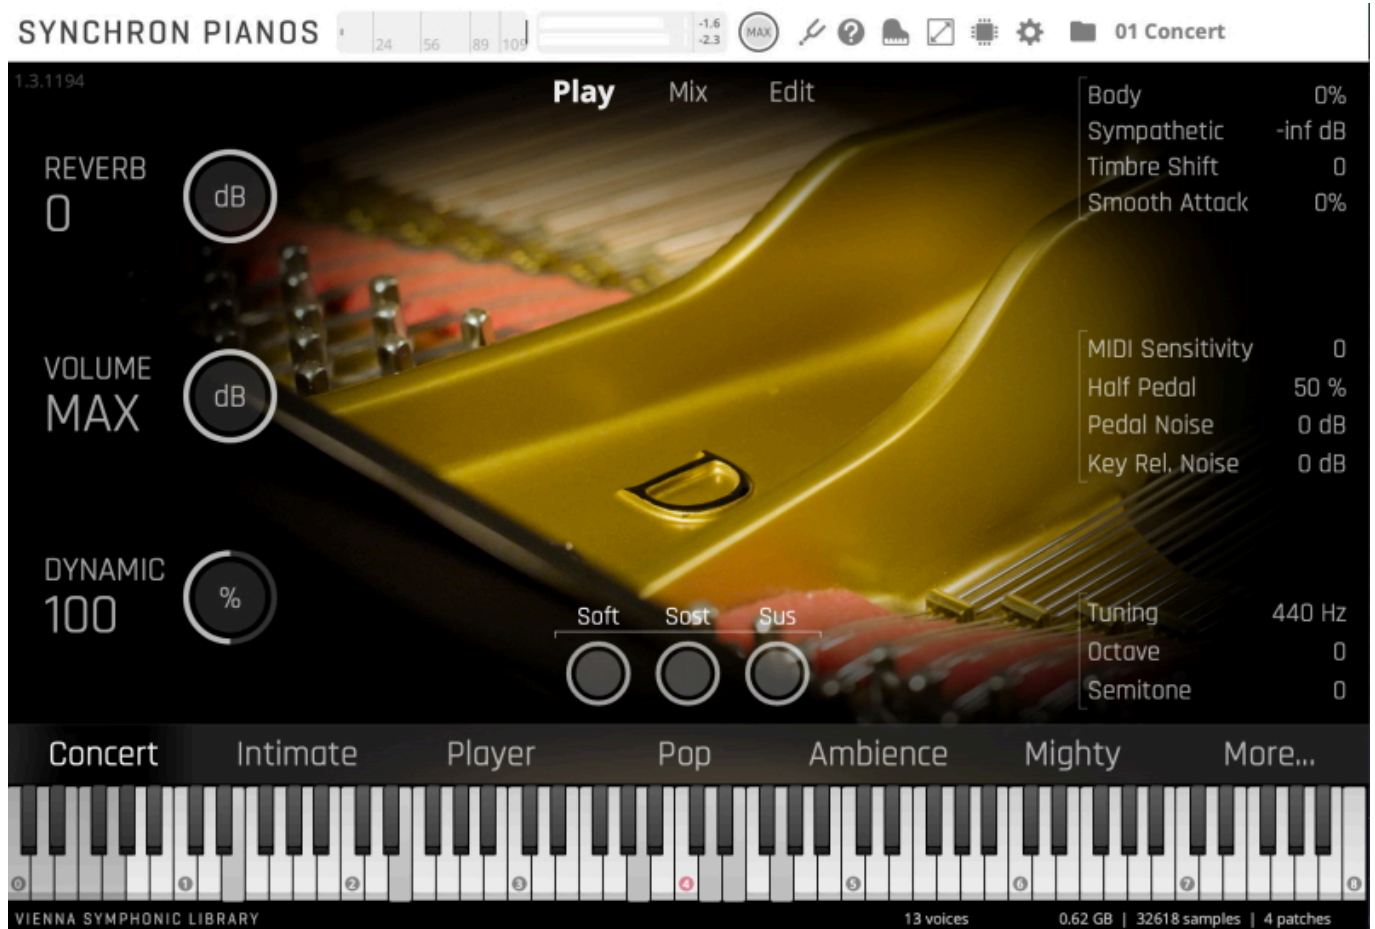 SYNCHRON PIANOS 24 56 89 109 -1.6 MAX 01 Concert
-2.3
1.3.1194
Play Mix Edit
REVERB
0
dB
VOLUME
MAX
dB
DYNAMIC
100
%
Body 0%
Sympathetic -inf dB
Timbre Shift 0
Smooth Attack 0%
MIDI Sensitivity 0
Half Pedal 50 %
Pedal Noise 0 dB
Key Rel. Noise 0 dB
Tuning 440 Hz
Octave 0
Semitone 0
D
Soft Sost Sus
Concert Intimate Player Pop Ambience Mighty More...
0 1 2 3 4 5 6 7 8
VIENNA SYMPHONIC LIBRARY 13 voices 0.62 GB | 32618 samples | 4 patches